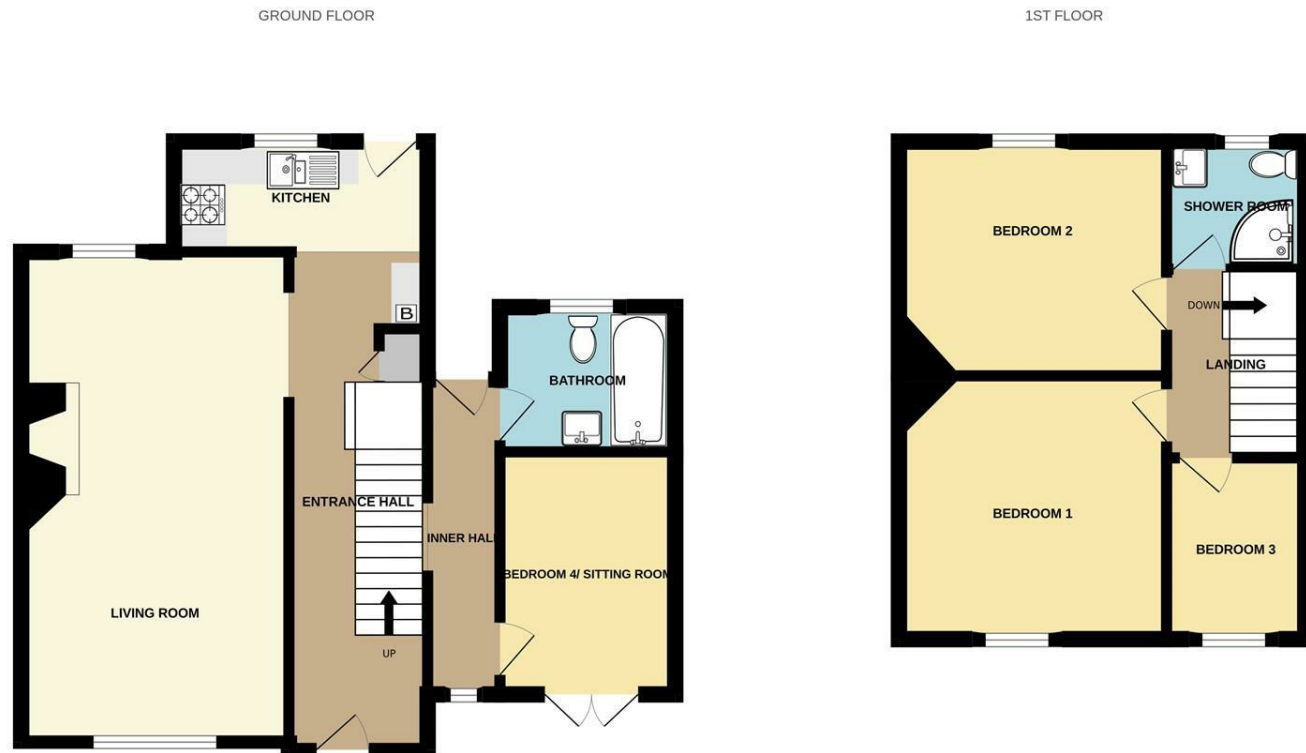 GROUND FLOOR
1ST FLOOR
KITCHEN
B
BATHROOM
ENTRANCE HALL
INNER HALL
BEDROOM 4/ SITTING ROOM
LIVING ROOM
UP
BEDROOM 2
SHOWER ROOM
DOWN
LANDING
BEDROOM 1
BEDROOM 3